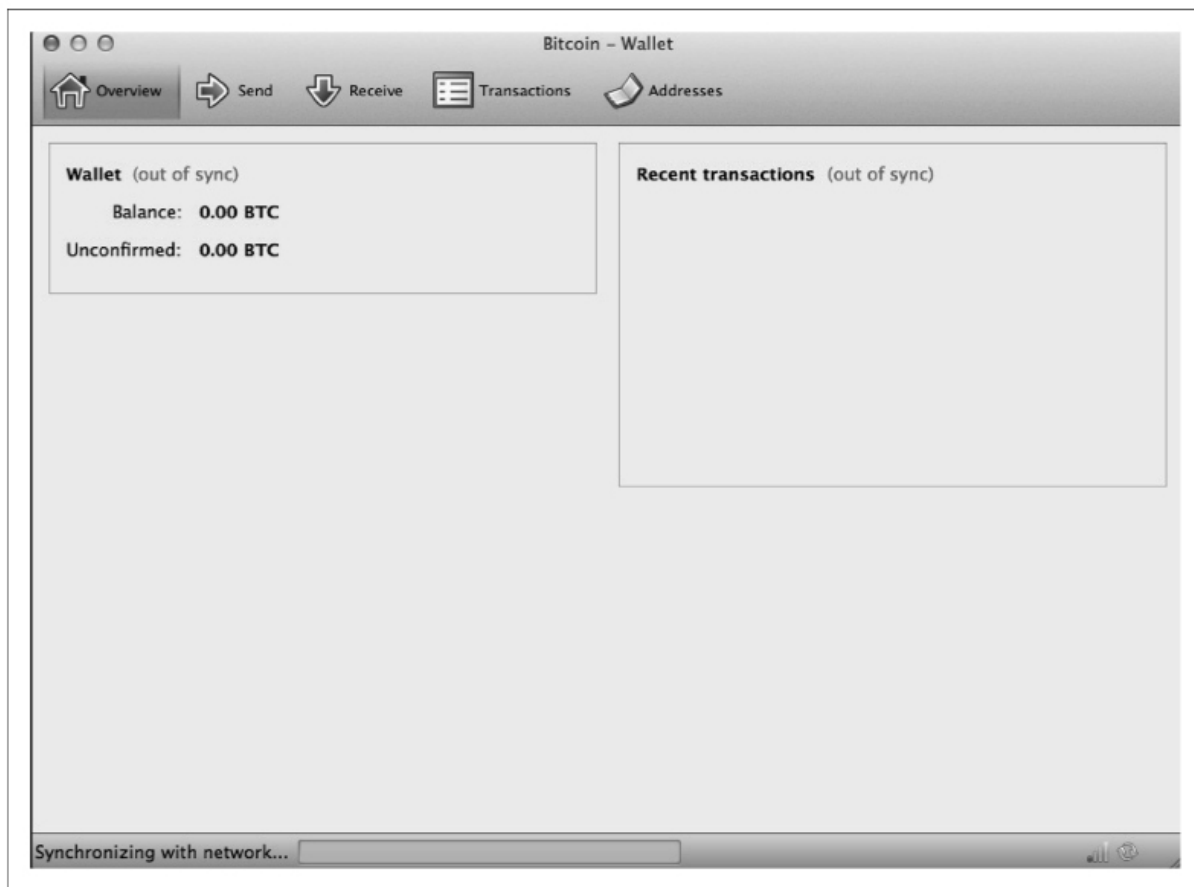 Bitcoin – Wallet
Overview
Send
Receive
Transactions
Addresses
Wallet (out of sync)
Balance: 0.00 BTC
Unconfirmed: 0.00 BTC
Recent transactions (out of sync)
Synchronizing with network...